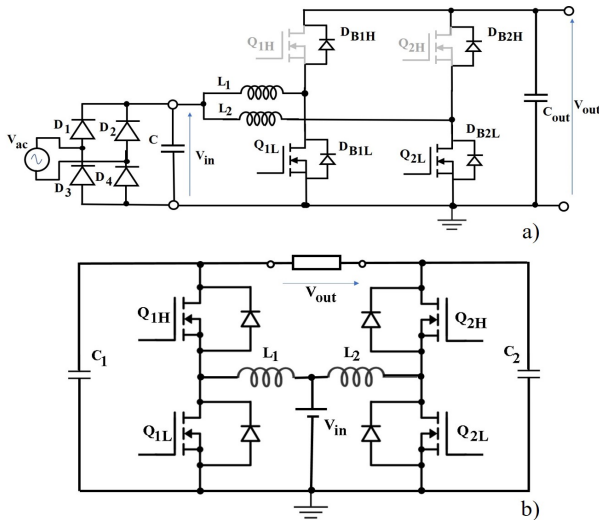 Q1H
DB1H
Q2H
DB2H
L1
L2
D1
D2
C
Vin
Cout
Vout
Vac
D3
D4
Q1L
DB1L
Q2L
DB2L
a)
Vout
Q1H
Q2H
C1
L1
L2
C2
Vin
Q1L
Q2L
b)